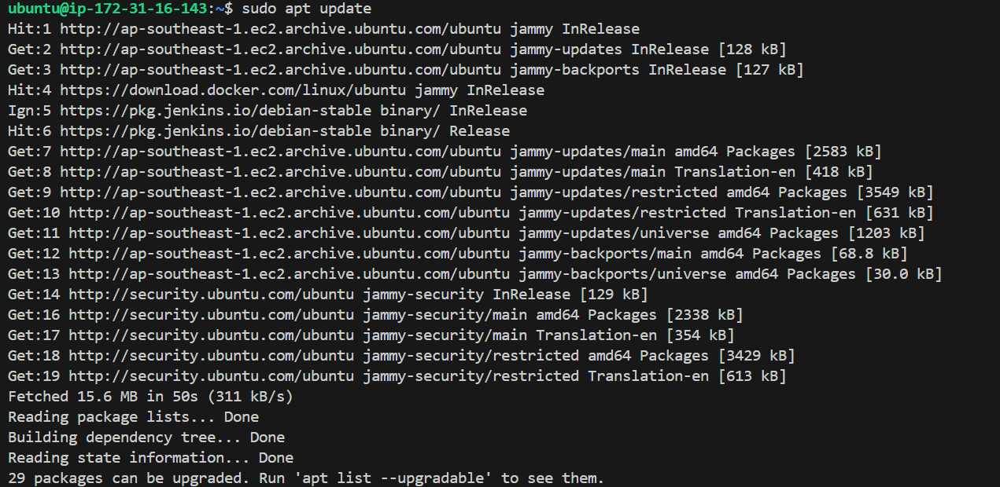 ubuntu@ip-172-31-16-143:~$ sudo apt update
Hit:1 http://ap-southeast-1.ec2.archive.ubuntu.com/ubuntu jammy InRelease
Get:2 http://ap-southeast-1.ec2.archive.ubuntu.com/ubuntu jammy-updates InRelease [128 kB]
Get:3 http://ap-southeast-1.ec2.archive.ubuntu.com/ubuntu jammy-backports InRelease [127 kB]
Hit:4 https://download.docker.com/linux/ubuntu jammy InRelease
Ign:5 https://pkg.jenkins.io/debian-stable binary/ InRelease
Hit:6 https://pkg.jenkins.io/debian-stable binary/ Release
Get:7 http://ap-southeast-1.ec2.archive.ubuntu.com/ubuntu jammy-updates/main amd64 Packages [2583 kB]
Get:8 http://ap-southeast-1.ec2.archive.ubuntu.com/ubuntu jammy-updates/main Translation-en [418 kB]
Get:9 http://ap-southeast-1.ec2.archive.ubuntu.com/ubuntu jammy-updates/restricted amd64 Packages [3549 kB]
Get:10 http://ap-southeast-1.ec2.archive.ubuntu.com/ubuntu jammy-updates/restricted Translation-en [631 kB]
Get:11 http://ap-southeast-1.ec2.archive.ubuntu.com/ubuntu jammy-updates/universe amd64 Packages [1203 kB]
Get:12 http://ap-southeast-1.ec2.archive.ubuntu.com/ubuntu jammy-backports/main amd64 Packages [68.8 kB]
Get:13 http://ap-southeast-1.ec2.archive.ubuntu.com/ubuntu jammy-backports/universe amd64 Packages [30.0 kB]
Get:14 http://security.ubuntu.com/ubuntu jammy-security InRelease [129 kB]
Get:16 http://security.ubuntu.com/ubuntu jammy-security/main amd64 Packages [2338 kB]
Get:17 http://security.ubuntu.com/ubuntu jammy-security/main Translation-en [354 kB]
Get:18 http://security.ubuntu.com/ubuntu jammy-security/restricted amd64 Packages [3429 kB]
Get:19 http://security.ubuntu.com/ubuntu jammy-security/restricted Translation-en [613 kB]
Fetched 15.6 MB in 50s (311 kB/s)
Reading package lists... Done
Building dependency tree... Done
Reading state information... Done
29 packages can be upgraded. Run 'apt list --upgradable' to see them.